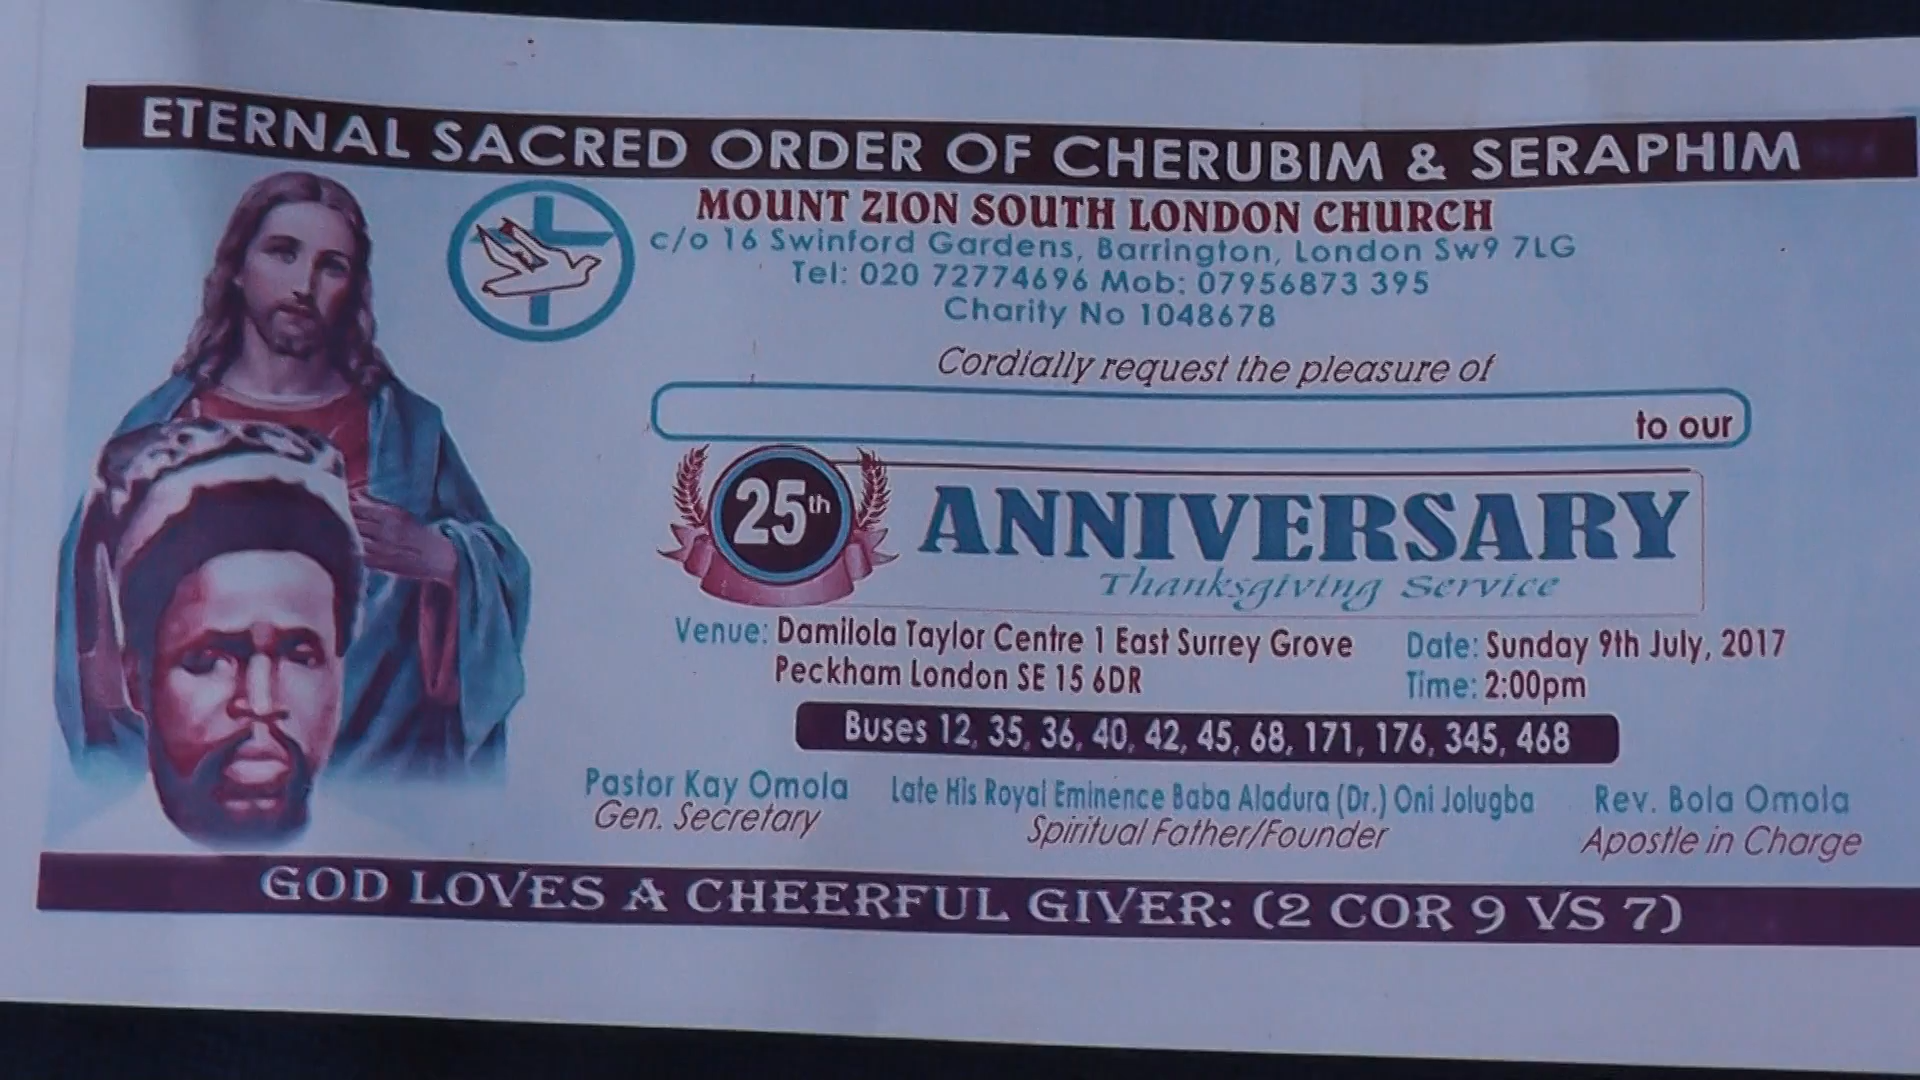 ETERNAL SACRED ORDER OF CHERUBIM & SERAPHIM
MOUNT ZION SOUTH LONDON CHURCH
c/o 16 Swinford Gardens, Barrington, London Sw9 7LG
Tel: 020 72774696 Mob: 07956873 395
Charity No 1048678
Cordially request the pleasure of
to our
25th ANNIVERSARY
Thanksgiving Service
Venue: Damilola Taylor Centre 1 East Surrey Grove
Peckham London SE 15 6DR
Date: Sunday 9th July, 2017
Time: 2:00pm
Buses 12, 35, 36, 40, 42, 45, 68, 171, 176, 345, 468
Pastor Kay Omola
Gen. Secretary
Late His Royal Eminence Baba Aladura (Dr.) Oni Jolugba
Spiritual Father/Founder
Rev. Bola Omola
Apostle in Charge
GOD LOVES A CHEERFUL GIVER: (2 COR 9 VS 7)